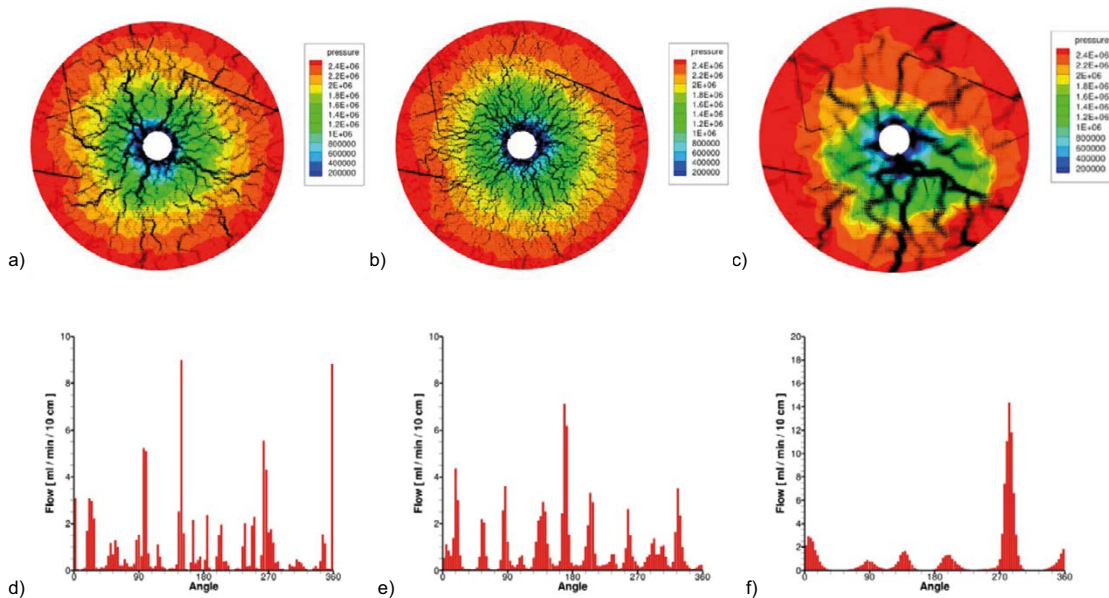 pressure
2.4E+06
2.2E+06
2E+06
1.8E+06
1.6E+06
1.4E+06
1.2E+06
1E+06
800000
600000
400000
200000
a)
pressure
2.4E+06
2.2E+06
2E+06
1.8E+06
1.6E+06
1.4E+06
1.2E+06
1E+06
800000
600000
400000
200000
b)
pressure
2.4E+06
2.2E+06
2E+06
1.8E+06
1.6E+06
1.4E+06
1.2E+06
1E+06
800000
600000
400000
200000
c)
10
8
6
4
2
0
Flow [ ml / min / 10 cm ]
0 90 180 270 360
Angle
d)
10
8
6
4
2
0
Flow [ ml / min / 10 cm ]
0 90 180 270 360
Angle
e)
20
18
16
14
12
10
8
6
4
2
0
Flow [ ml / min / 10 cm ]
0 90 180 270 360
Angle
f)